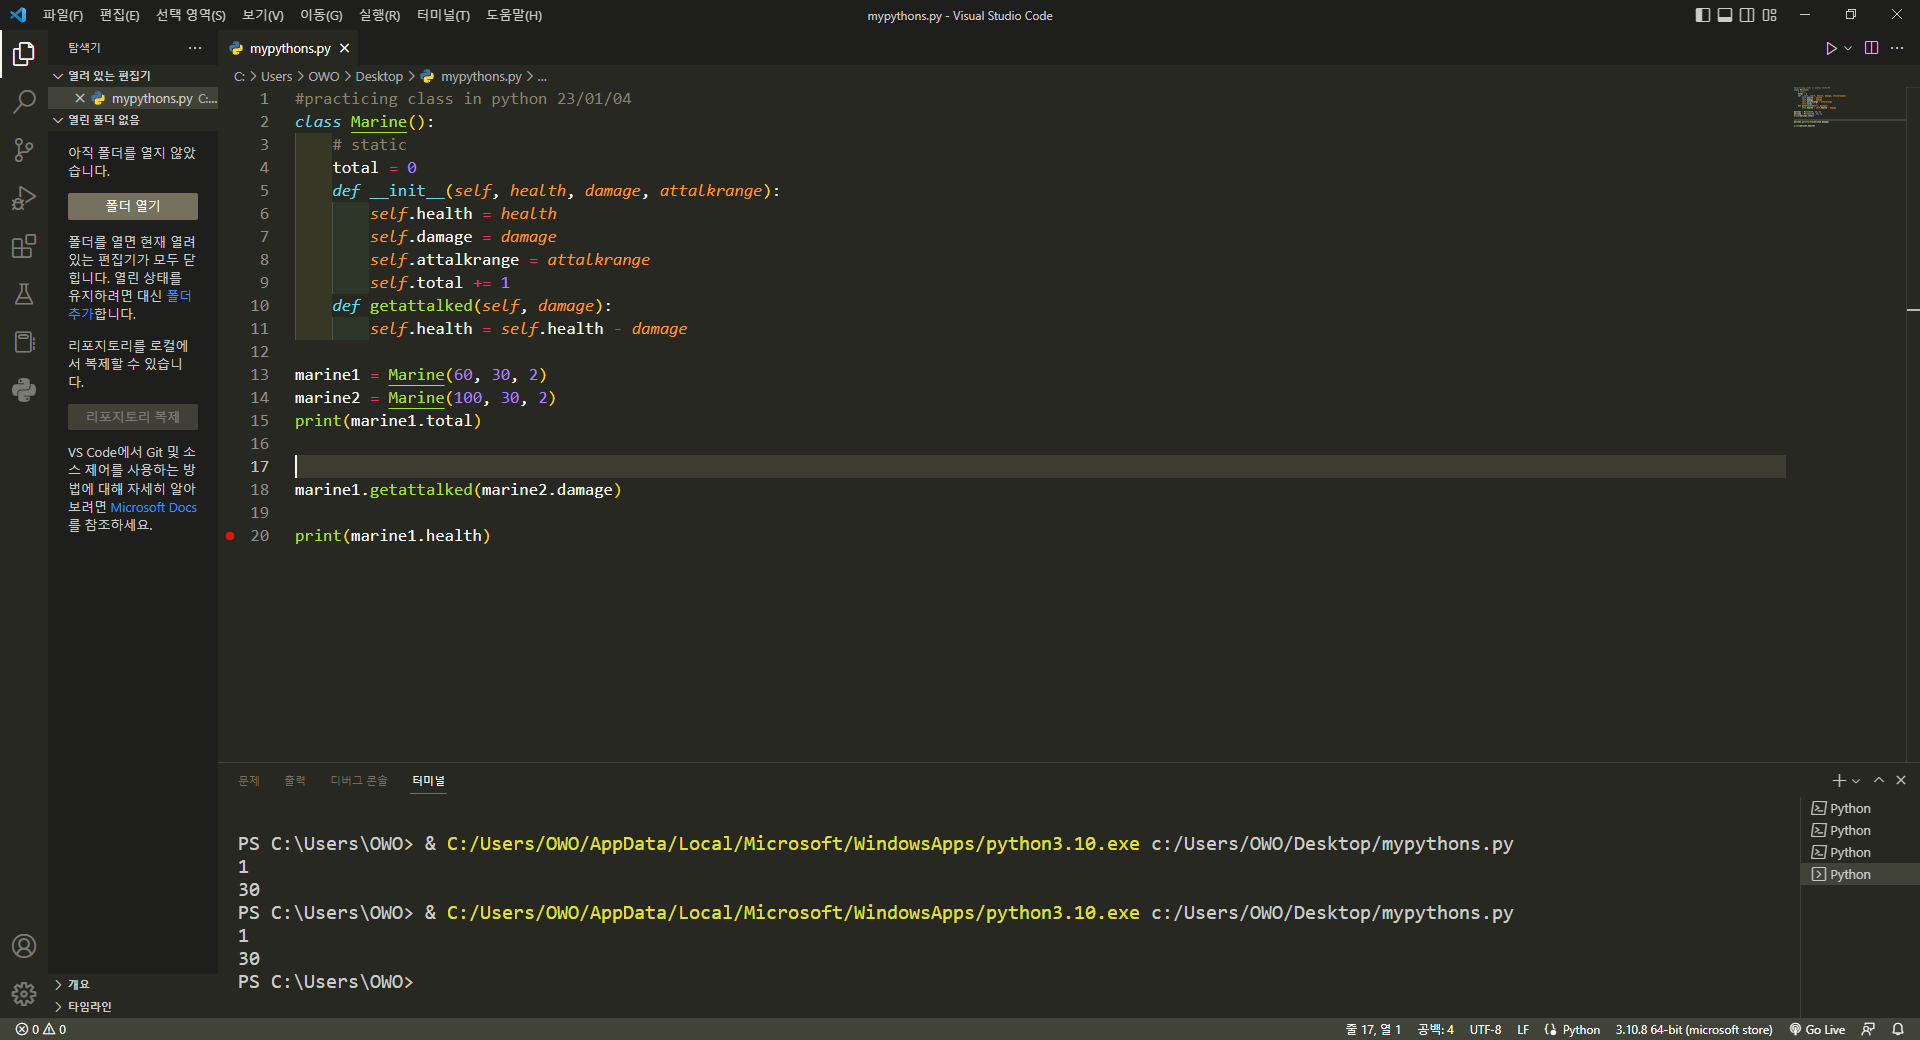 파일(F) 편집(E) 선택 영역(S) 보기(V) 이동(G) 실행(R) 터미널(T) 도움말(H)
mypythons.py - Visual Studio Code
탐색기
mypythons.py
열려 있는 편집기
mypythons.py C:...
열린 폴더 없음
아직 폴더를 열지 않았
습니다.
폴더 열기
폴더를 열면 현재 열려
있는 편집기가 모두 닫
힙니다. 열린 상태를
유지하려면 대신 폴더
추가합니다.
리포지토리를 로컬에
서 복제할 수 있습니
다.
리포지토리 복제
VS Code에서 Git 및 소
스 제어를 사용하는 방
법에 대해 자세히 알아
보려면 Microsoft Docs
를 참조하세요.
개요
타임라인
C: > Users > OWO > Desktop > mypythons.py > ...
1 #practicing class in python 23/01/04
2 class Marine():
3 # static
4 total = 0
5 def __init__(self, health, damage, attalkrange):
6 self.health = health
7 self.damage = damage
8 self.attalkrange = attalkrange
9 self.total += 1
10 def getattalked(self, damage):
11 self.health = self.health - damage
12
13 marine1 = Marine(60, 30, 2)
14 marine2 = Marine(100, 30, 2)
15 print(marine1.total)
16
17
18 marine1.getattalked(marine2.damage)
19
20 print(marine1.health)
문제 출력 디버그 콘솔 터미널
PS C:\Users\OWO> & C:/Users/OWO/AppData/Local/Microsoft/WindowsApps/python3.10.exe c:/Users/OWO/Desktop/mypythons.py
1
30
PS C:\Users\OWO> & C:/Users/OWO/AppData/Local/Microsoft/WindowsApps/python3.10.exe c:/Users/OWO/Desktop/mypythons.py
1
30
PS C:\Users\OWO>
Python
Python
Python
Python
0 0
줄 17, 열 1 공백: 4 UTF-8 LF Python 3.10.8 64-bit (microsoft store) Go Live